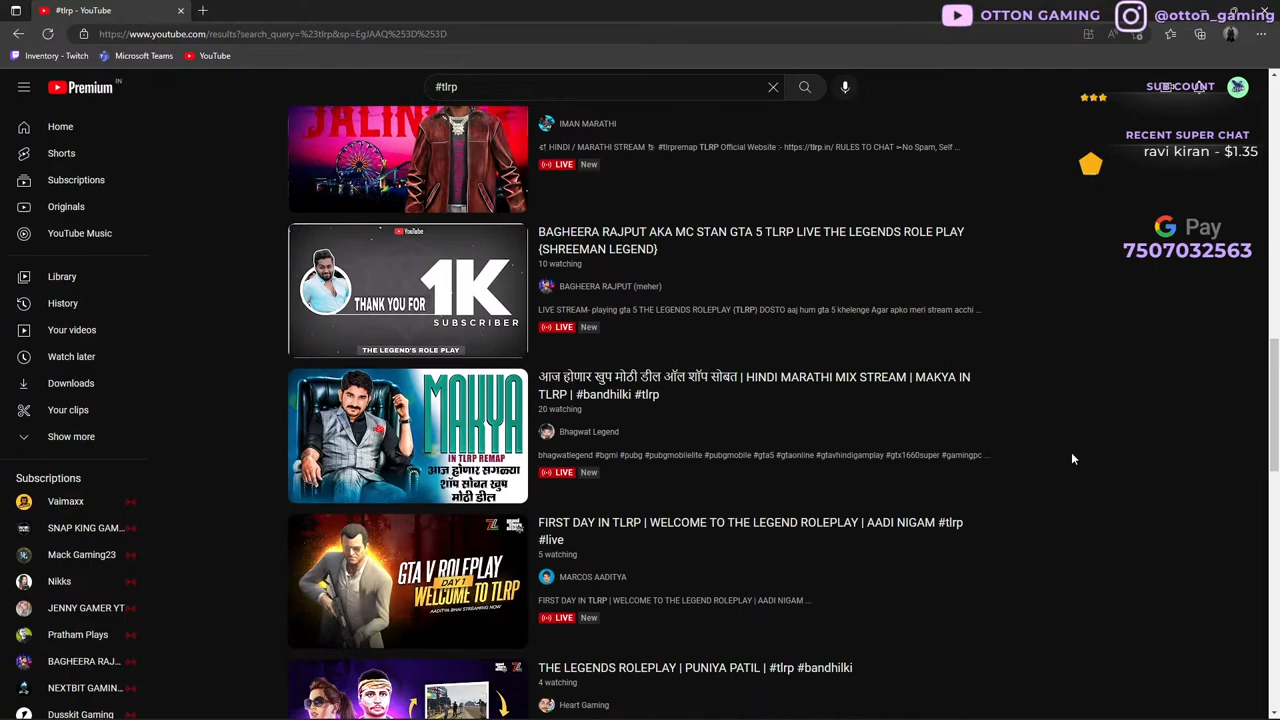 #tlrp - YouTube
OTTON GAMING
@otton_gaming
https://www.youtube.com/results?search_query=%23tlrp&sp=EgJAAQ%253D%253D
Inventory - Twitch
Microsoft Teams
YouTube
Premium
IN
#tlrp
SUB COUNT
Home
Shorts
Subscriptions
Originals
YouTube Music
Library
History
Your videos
Watch later
Downloads
Your clips
Show more
Subscriptions
Vaimaxx
SNAP KING GAM...
Mack Gaming23
Nikks
JENNY GAMER YT
Pratham Plays
BAGHEERA RAJ...
NEXTBIT GAMIN...
Dusskit Gaming
IMAN MARATHI
HINDI / MARATHI STREAM
#tlrpremap TLRP Official Website :- https://tlrp.in/ RULES TO CHAT ➳No Spam, Self ...
LIVE New
YouTube
THANK YOU FOR 1K
SUBSCRIBER
THE LEGEND'S ROLE PLAY
BAGHEERA RAJPUT AKA MC STAN GTA 5 TLRP LIVE THE LEGENDS ROLE PLAY
{SHREEMAN LEGEND}
10 watching
BAGHEERA RAJPUT (meher)
LIVE STREAM- playing gta 5 THE LEGENDS ROLEPLAY (TLRP) DOSTO aaj hum gta 5 khelenge Agar apko meri stream acchi ...
LIVE New
MAKYA
IN TLRP REMAP
आज होणार सगळ्या
शॉप सोबत खुप
मोठी डील
आज होणार खुप मोठी डील ऑल शॉप सोबत | HINDI MARATHI MIX STREAM | MAKYA IN
TLRP | #bandhilki #tlrp
20 watching
Bhagwat Legend
bhagwatlegend #bgmi #pubg #pubgmobilelite #pubgmobile #gta5 #gtaonline #gtavhindigamplay #gtx1660super #gamingpc ...
LIVE New
GTA V ROLEPLAY
DAY 1
WELCOME TO TLRP
AADITYA BHAI STREAMING NOW
FIRST DAY IN TLRP | WELCOME TO THE LEGEND ROLEPLAY | AADI NIGAM #tlrp
#live
5 watching
MARCOS AADITYA
FIRST DAY IN TLRP | WELCOME TO THE LEGEND ROLEPLAY | AADI NIGAM ...
LIVE New
THE LEGENDS ROLEPLAY | PUNIYA PATIL | #tlrp #bandhilki
4 watching
Heart Gaming
RECENT SUPER CHAT
ravi kiran - $1.35
G Pay
7507032563